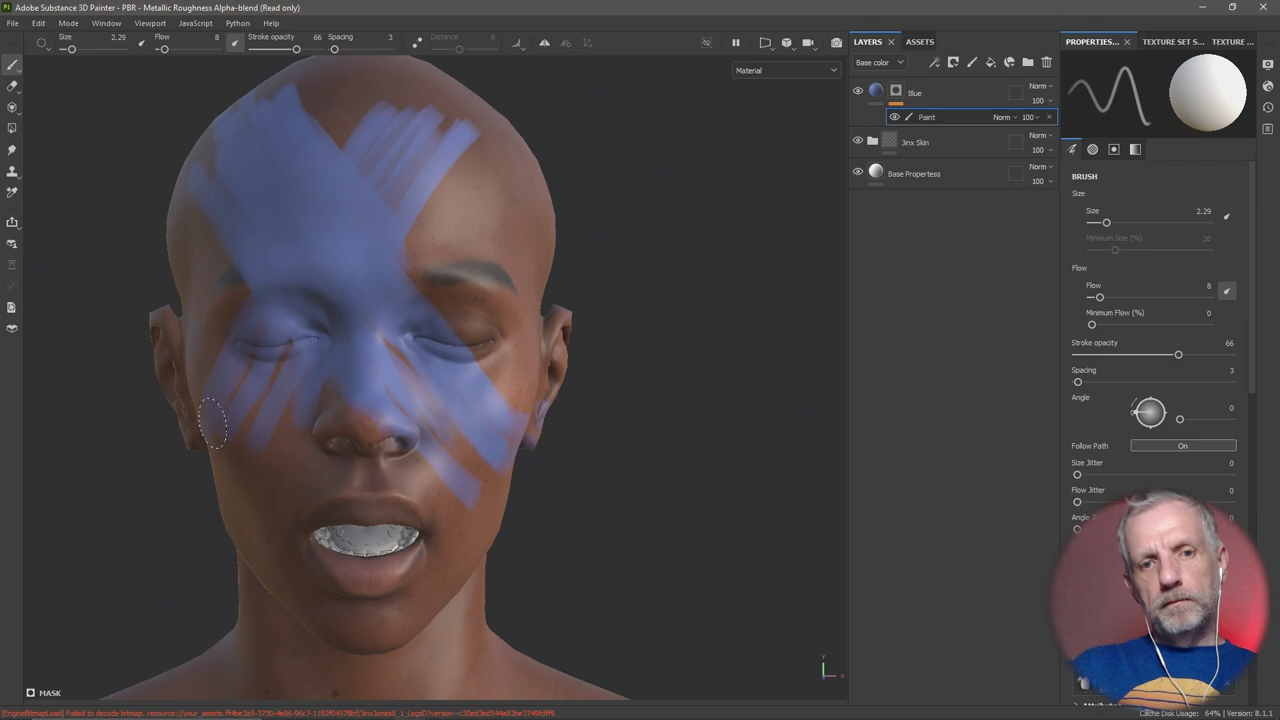 Adobe Substance 3D Painter - PBR - Metallic Roughness Alpha-blend (Read only)
File Edit Mode Window Viewport JavaScript Python Help
Size 2.29 Flow 8 Stroke opacity 66 Spacing 3 Distance 8
Material
LAYERS ASSETS
Base color
Blue Norm 100
Paint Norm 100
Jinx Skin Norm 100
Base Propertess Norm 100
PROPERTIES... TEXTURE SET S... TEXTURE ...
BRUSH
Size
Size 2.29
Minimum Size (%) 20
Flow
Flow 8
Minimum Flow (%) 0
Stroke opacity 66
Spacing 3
Angle 0
Follow Path On
Size Jitter 0
Flow Jitter 0
Angle
MASK
Y
X
Cache Disk Usage: 64% | Version: 8.1.1